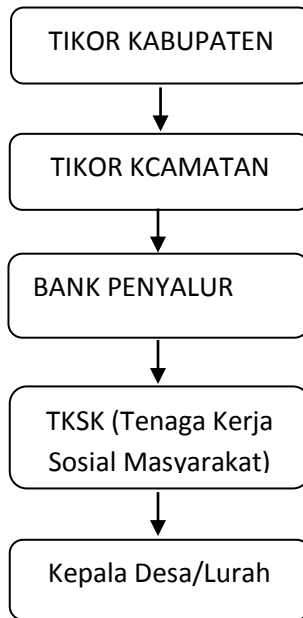 TIKOR KABUPATEN
TIKOR KCAMATAN
BANK PENYALUR
TKSK (Tenaga Kerja
Sosial Masyarakat)
Kepala Desa/Lurah